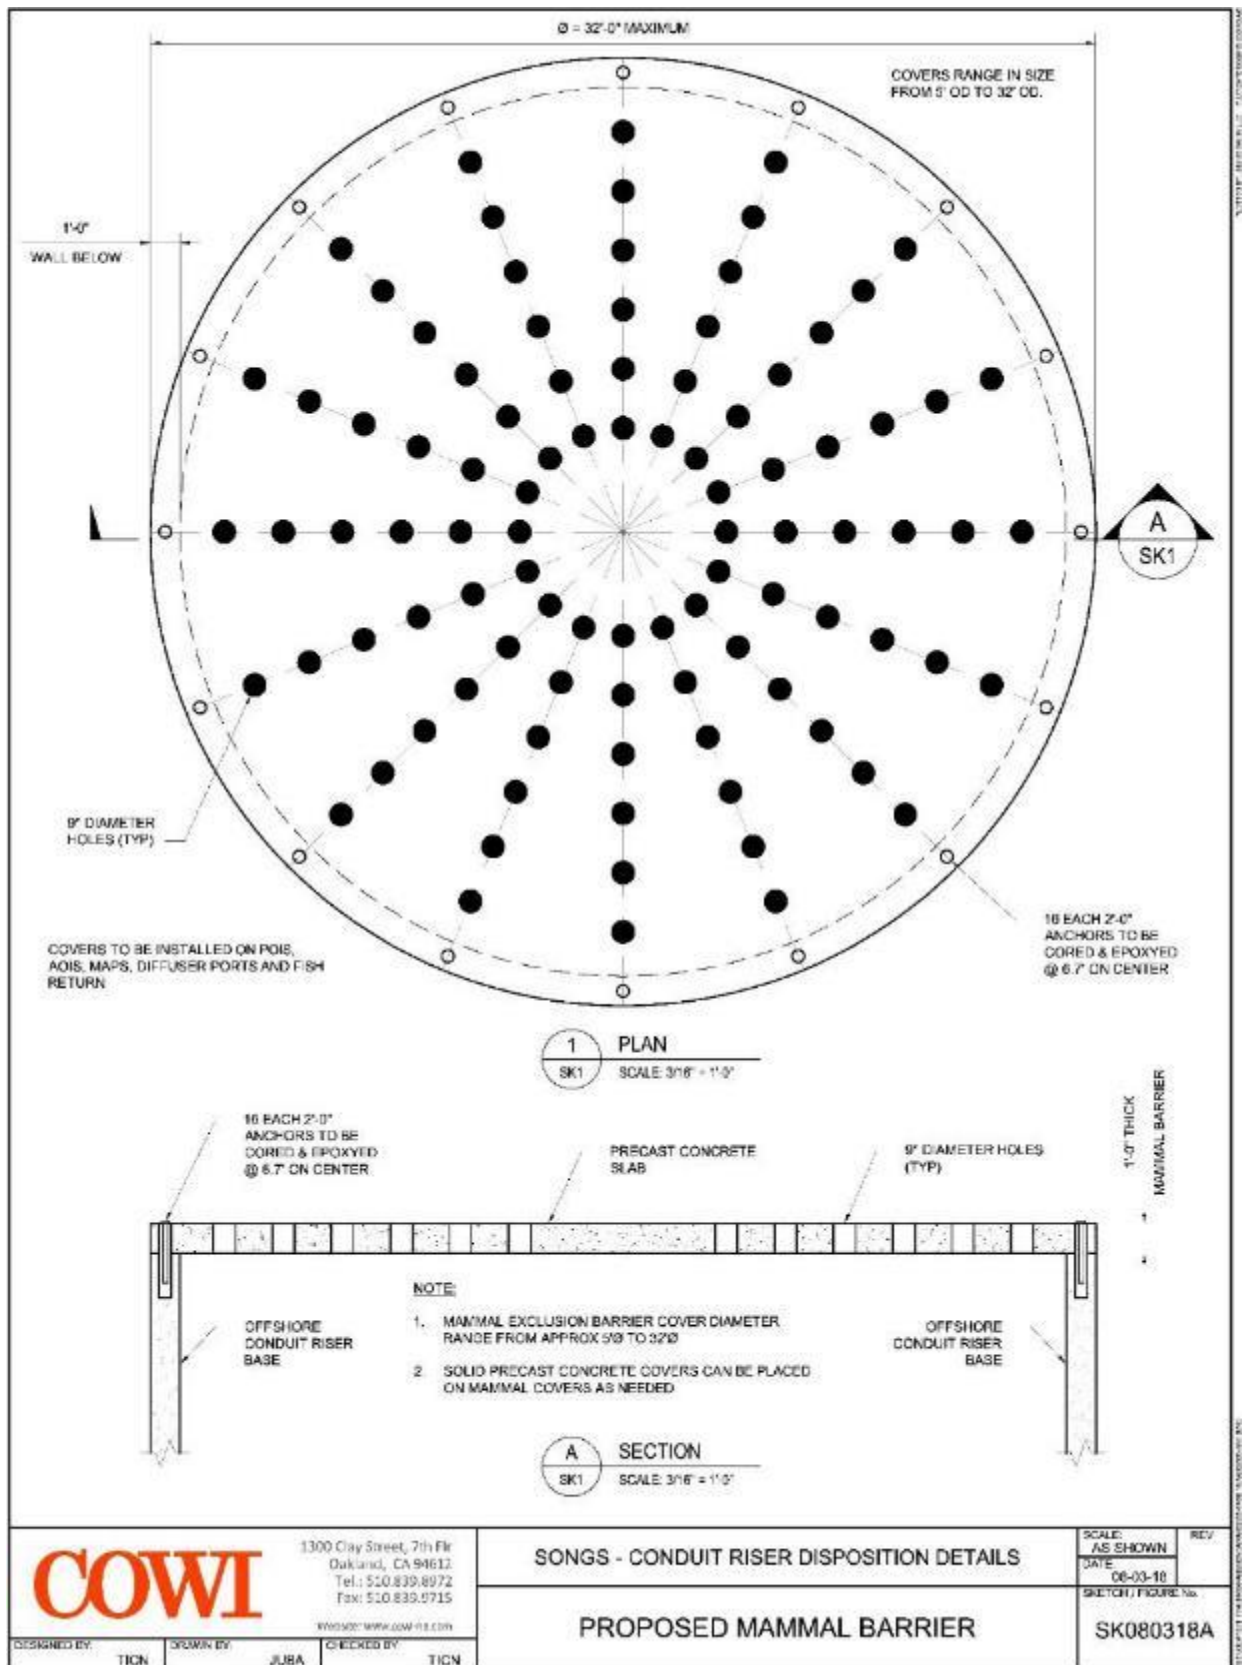 Ø = 32'-0" MAXIMUM
COVERS RANGE IN SIZE
FROM 5' OD TO 32' OD.
1'-0"
WALL BELOW
A
SK1
9" DIAMETER
HOLES (TYP)
16 EACH 2'-0"
ANCHORS TO BE
CORED & EPOXYED
@ 6.7' ON CENTER
COVERS TO BE INSTALLED ON POIS,
AOIS, MAPS, DIFFUSER PORTS AND FISH
RETURN
1
SK1
PLAN
SCALE: 3/16" = 1'-0"
16 EACH 2'-0"
ANCHORS TO BE
CORED & EPOXYED
@ 6.7' ON CENTER
PRECAST CONCRETE
SLAB
9" DIAMETER HOLES
(TYP)
1'-0" THICK
MAMMAL BARRIER
OFFSHORE
CONDUIT RISER
BASE
NOTE:
1. MAMMAL EXCLUSION BARRIER COVER DIAMETER
RANGE FROM APPROX 5'Ø TO 32'Ø
2. SOLID PRECAST CONCRETE COVERS CAN BE PLACED
ON MAMMAL COVERS AS NEEDED
OFFSHORE
CONDUIT RISER
BASE
A
SK1
SECTION
SCALE: 3/16" = 1'-0"
COWI
1300 Clay Street, 7th Flr
Oakland, CA 94612
Tel.: 510.839.8972
Fax: 510.839.9715
Website: www.cowi-na.com
DESIGNED BY:
TICN
DRAWN BY:
JUBA
CHECKED BY:
TICN
SONGS - CONDUIT RISER DISPOSITION DETAILS
PROPOSED MAMMAL BARRIER
SCALE:
AS SHOWN
REV
DATE:
08-03-18
SKETCH / FIGURE No.
SK080318A